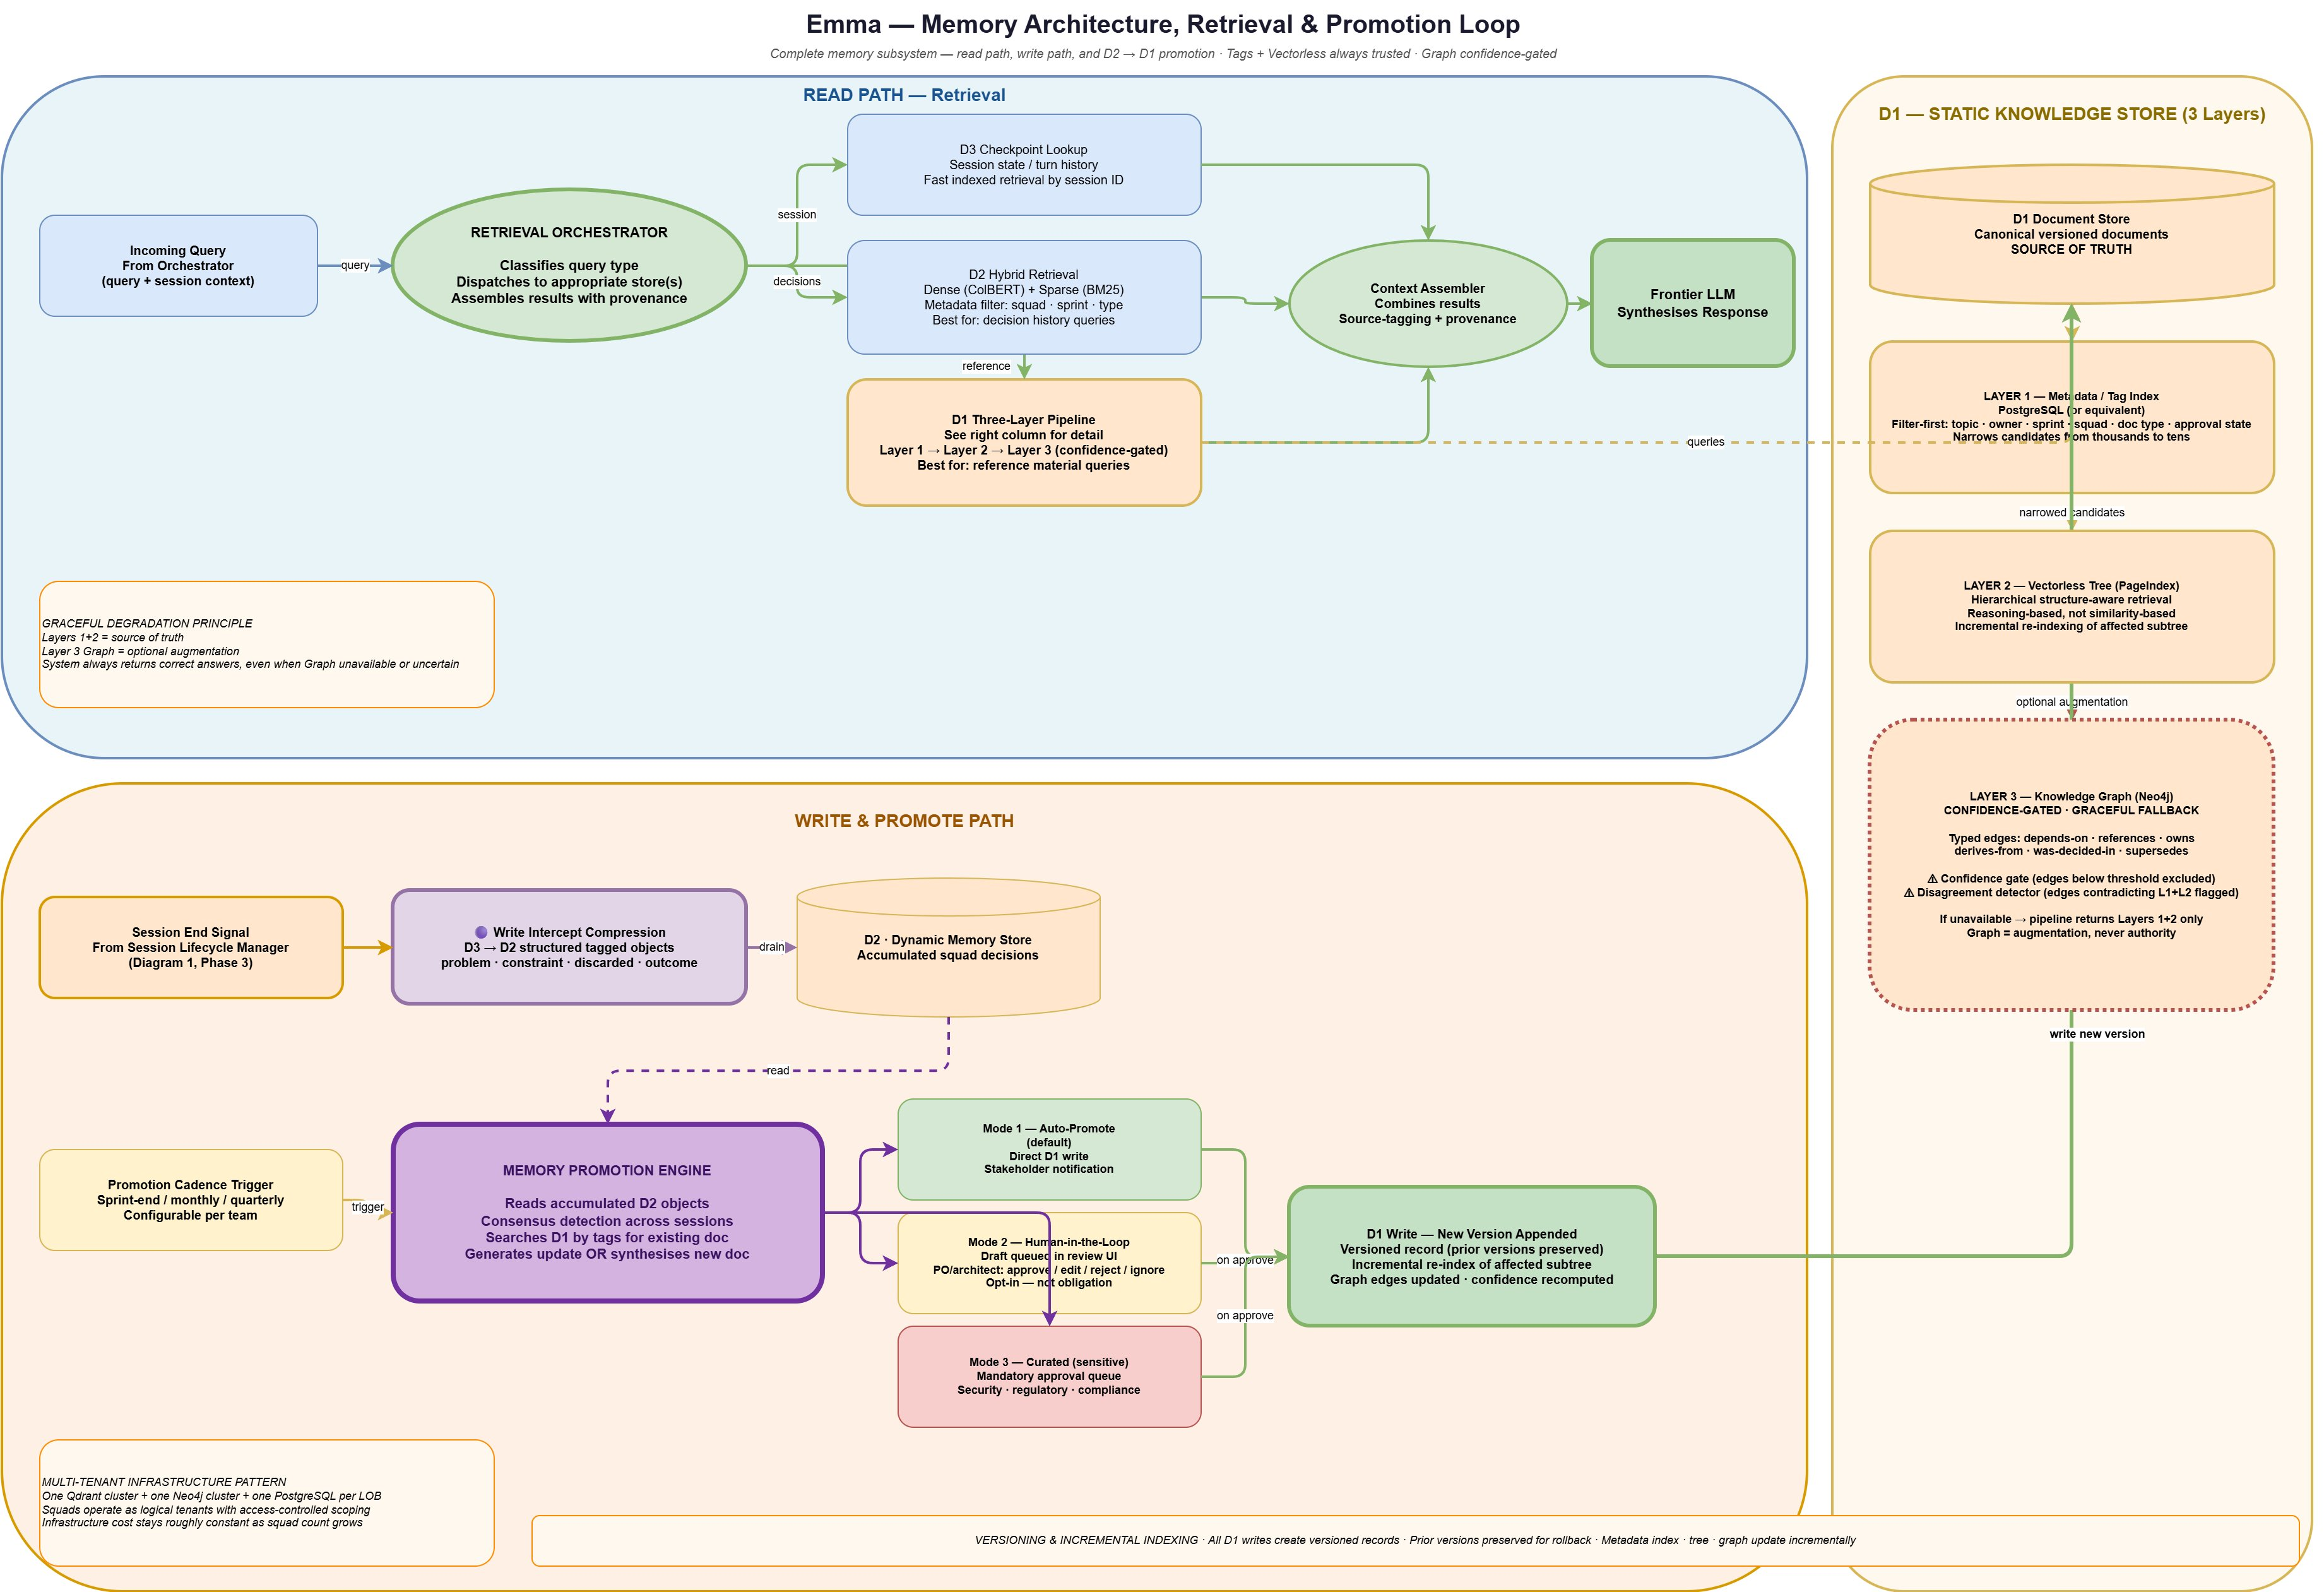 Emma — Memory Architecture, Retrieval & Promotion Loop
Complete memory subsystem — read path, write path, and D2 → D1 promotion · Tags + Vectorless always trusted · Graph confidence-gated
READ PATH — Retrieval
Incoming Query
From Orchestrator
(query + session context)
query
RETRIEVAL ORCHESTRATOR
Classifies query type
Dispatches to appropriate store(s)
Assembles results with provenance
session
decisions
D3 Checkpoint Lookup
Session state / turn history
Fast indexed retrieval by session ID
D2 Hybrid Retrieval
Dense (ColBERT) + Sparse (BM25)
Metadata filter: squad · sprint · type
Best for: decision history queries
reference
D1 Three-Layer Pipeline
See right column for detail
Layer 1 → Layer 2 → Layer 3 (confidence-gated)
Best for: reference material queries
Context Assembler
Combines results
Source-tagging + provenance
Frontier LLM
Synthesises Response
queries
GRACEFUL DEGRADATION PRINCIPLE
Layers 1+2 = source of truth
Layer 3 Graph = optional augmentation
System always returns correct answers, even when Graph unavailable or uncertain
D1 — STATIC KNOWLEDGE STORE (3 Layers)
D1 Document Store
Canonical versioned documents
SOURCE OF TRUTH
LAYER 1 — Metadata / Tag Index
PostgreSQL (or equivalent)
Filter-first: topic · owner · sprint · squad · doc type · approval state
Narrows candidates from thousands to tens
narrowed candidates
LAYER 2 — Vectorless Tree (PageIndex)
Hierarchical structure-aware retrieval
Reasoning-based, not similarity-based
Incremental re-indexing of affected subtree
optional augmentation
LAYER 3 — Knowledge Graph (Neo4j)
CONFIDENCE-GATED · GRACEFUL FALLBACK
Typed edges: depends-on · references · owns
derives-from · was-decided-in · supersedes
⚠ Confidence gate (edges below threshold excluded)
⚠ Disagreement detector (edges contradicting L1+L2 flagged)
If unavailable → pipeline returns Layers 1+2 only
Graph = augmentation, never authority
write new version
WRITE & PROMOTE PATH
Session End Signal
From Session Lifecycle Manager
(Diagram 1, Phase 3)
🟣 Write Intercept Compression
D3 → D2 structured tagged objects
problem · constraint · discarded · outcome
drain
D2 · Dynamic Memory Store
Accumulated squad decisions
read
Promotion Cadence Trigger
Sprint-end / monthly / quarterly
Configurable per team
trigger
MEMORY PROMOTION ENGINE
Reads accumulated D2 objects
Consensus detection across sessions
Searches D1 by tags for existing doc
Generates update OR synthesises new doc
Mode 1 — Auto-Promote
(default)
Direct D1 write
Stakeholder notification
Mode 2 — Human-in-the-Loop
Draft queued in review UI
PO/architect: approve / edit / reject / ignore
Opt-in — not obligation
on approve
on approve
Mode 3 — Curated (sensitive)
Mandatory approval queue
Security · regulatory · compliance
D1 Write — New Version Appended
Versioned record (prior versions preserved)
Incremental re-index of affected subtree
Graph edges updated · confidence recomputed
MULTI-TENANT INFRASTRUCTURE PATTERN
One Qdrant cluster + one Neo4j cluster + one PostgreSQL per LOB
Squads operate as logical tenants with access-controlled scoping
Infrastructure cost stays roughly constant as squad count grows
VERSIONING & INCREMENTAL INDEXING · All D1 writes create versioned records · Prior versions preserved for rollback · Metadata index · tree · graph update incrementally